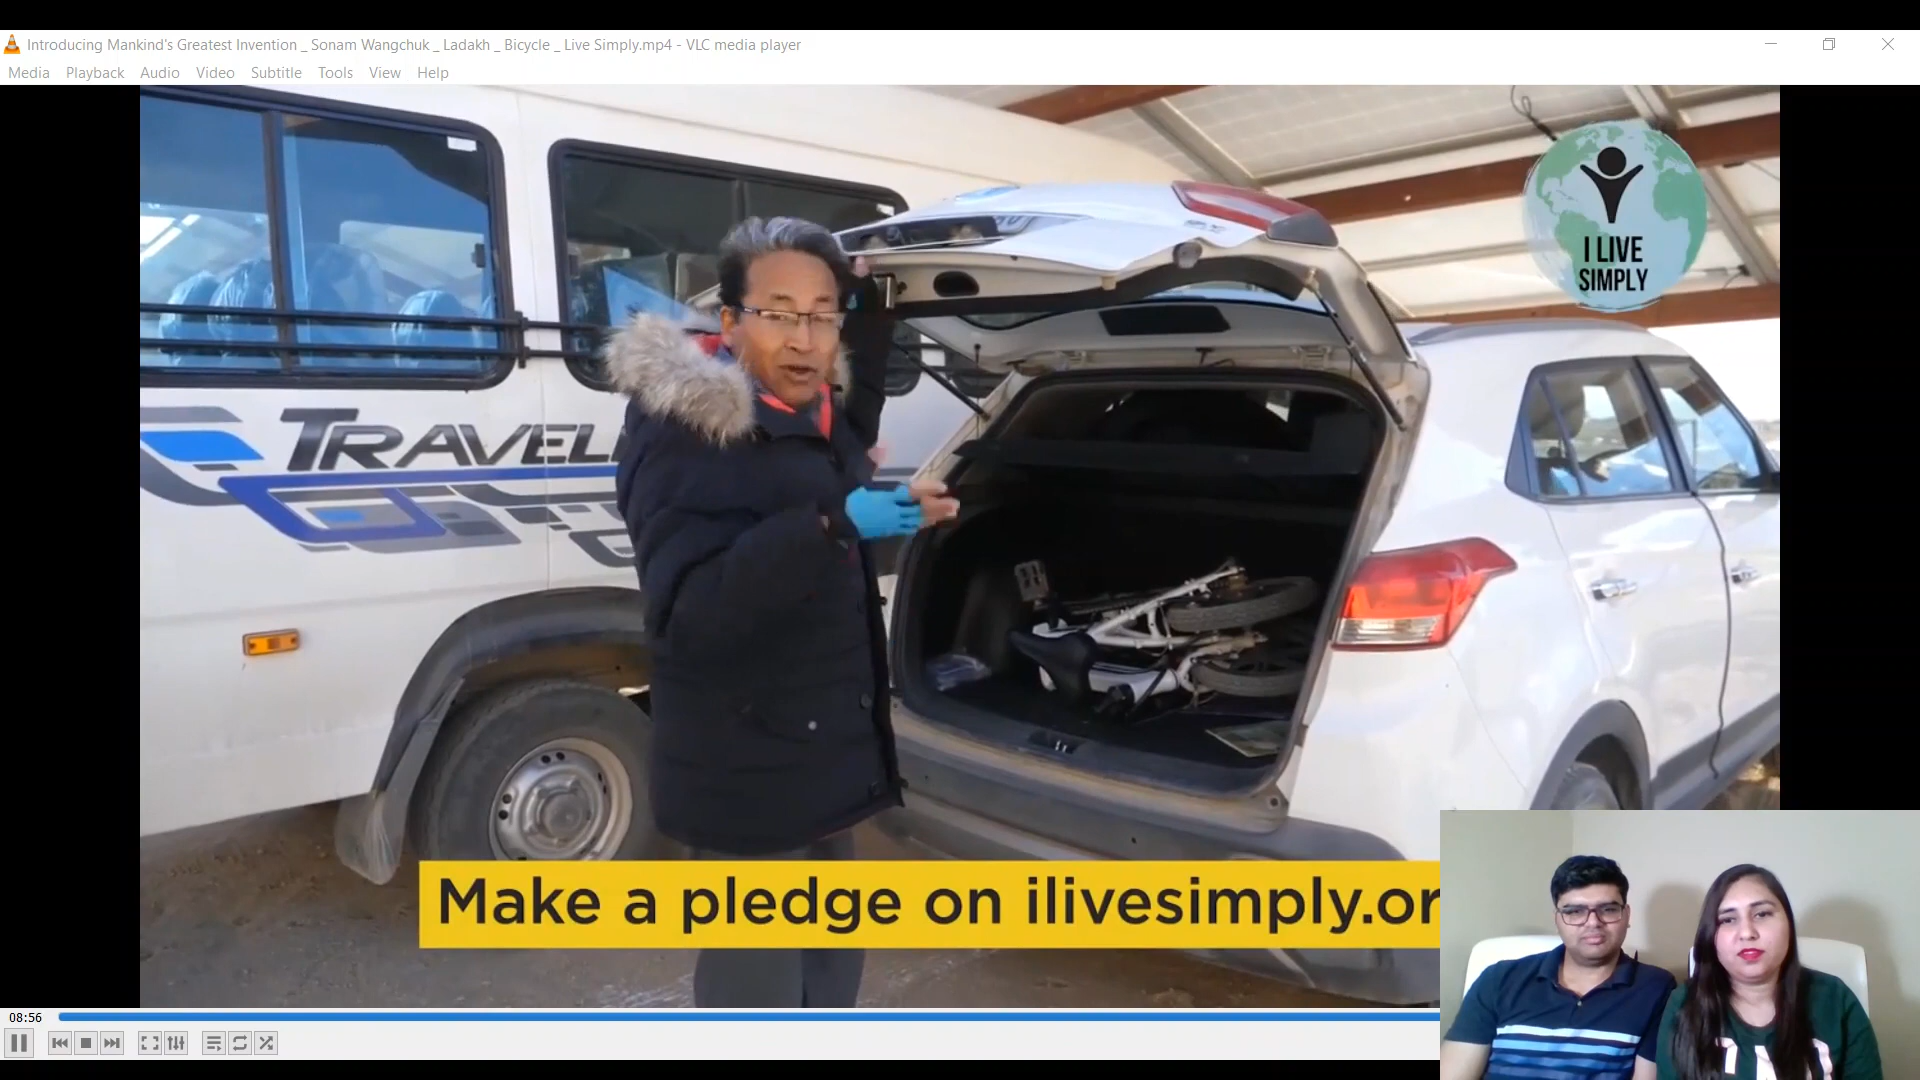 Introducing Mankind's Greatest Invention _ Sonam Wangchuk _ Ladakh _ Bicycle _ Live Simply.mp4 - VLC media player
Media Playback Audio Video Subtitle Tools View Help
I LIVE
SIMPLY
TRAVEL
Make a pledge on ilivesimply.or
08:56